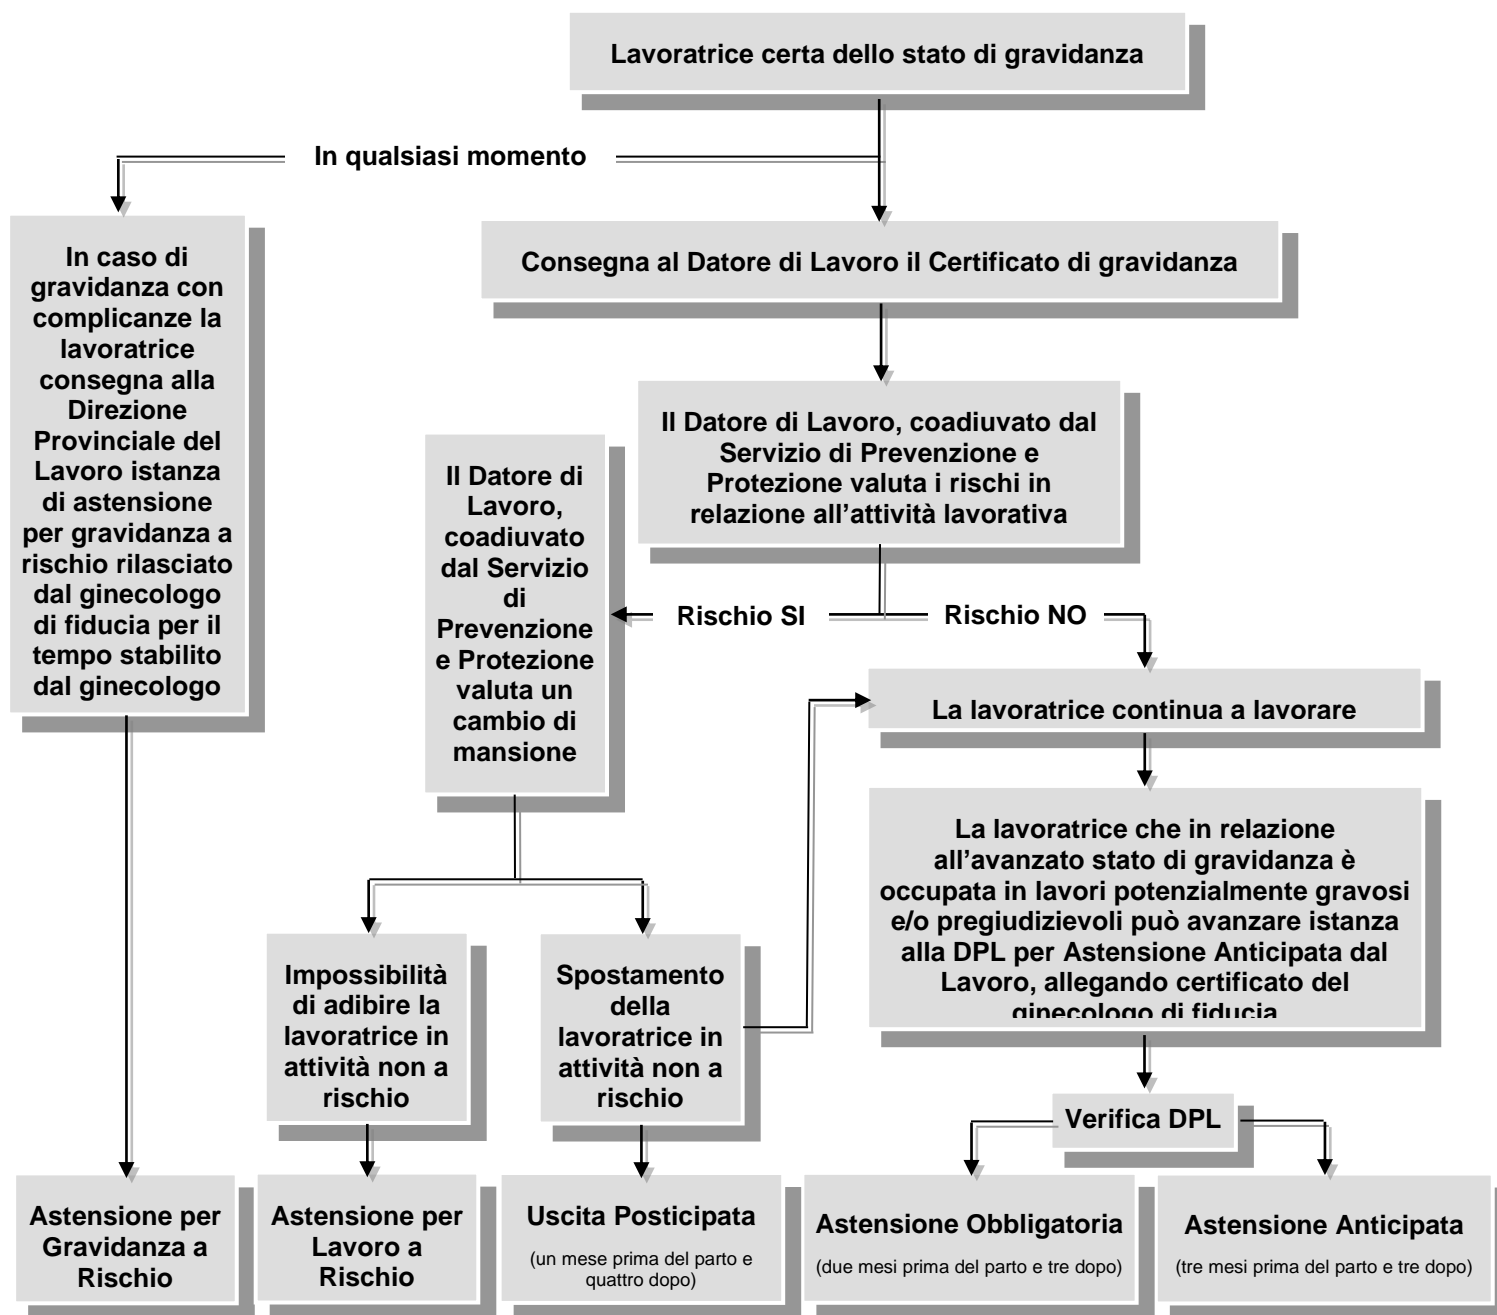 Lavoratrice certa dello stato di gravidanza
In qualsiasi momento
In caso di
gravidanza con
complicanze la
lavoratrice
consegna alla
Direzione
Provinciale del
Lavoro istanza
di astensione
per gravidanza a
rischio rilasciato
dal ginecologo
di fiducia per il
tempo stabilito
dal ginecologo
Consegna al Datore di Lavoro il Certificato di gravidanza
Il Datore di Lavoro, coadiuvato dal
Servizio di Prevenzione e
Protezione valuta i rischi in
relazione all'attività lavorativa
Il Datore di
Lavoro,
coadiuvato
dal Servizio
di
Prevenzione
e Protezione
valuta un
cambio di
mansione
Rischio SI
Rischio NO
La lavoratrice continua a lavorare
La lavoratrice che in relazione
all'avanzato stato di gravidanza è
occupata in lavori potenzialmente gravosi
e/o pregiudizievoli può avanzare istanza
alla DPL per Astensione Anticipata dal
Lavoro, allegando certificato del
ginecologo di fiducia
Impossibilità
di adibire la
lavoratrice in
attività non a
rischio
Spostamento
della
lavoratrice in
attività non a
rischio
Verifica DPL
Astensione per
Gravidanza a
Rischio
Astensione per
Lavoro a
Rischio
Uscita Posticipata
(un mese prima del parto e
quattro dopo)
Astensione Obbligatoria
(due mesi prima del parto e tre dopo)
Astensione Anticipata
(tre mesi prima del parto e tre dopo)